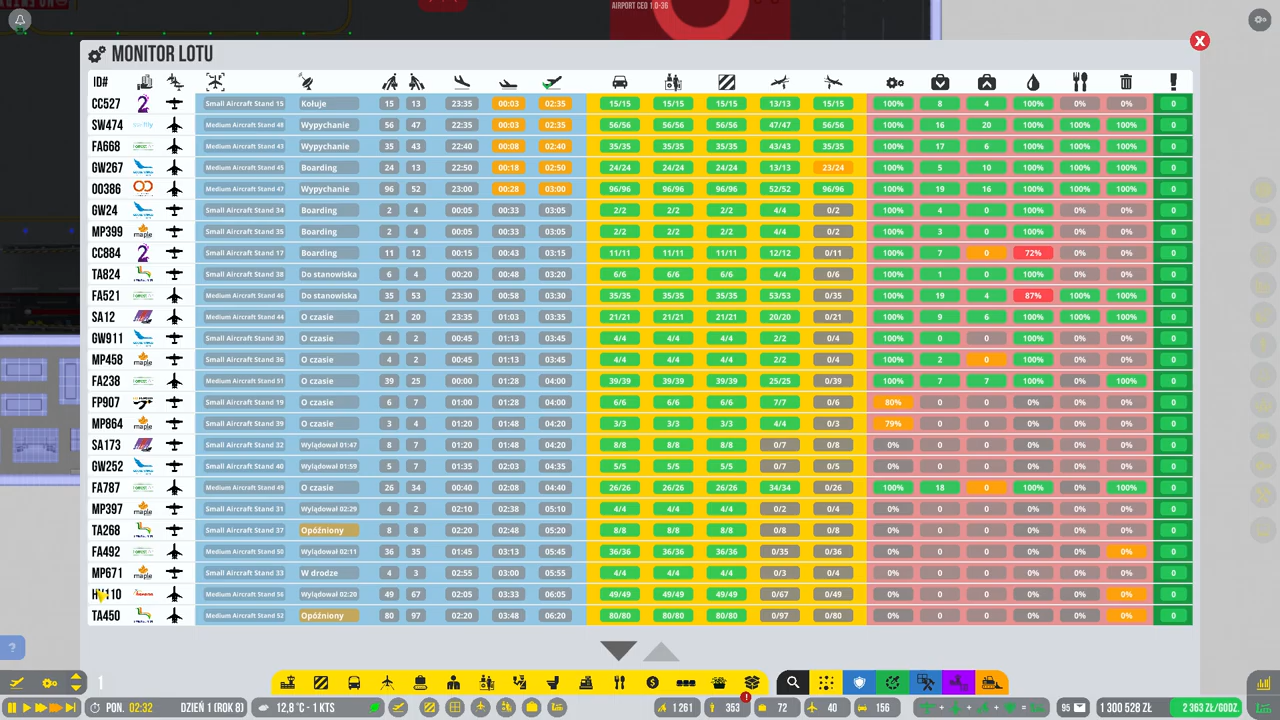 AIRPORT CEO 1.0-36
MONITOR LOTU
ID#
CC527 Small Aircraft Stand 15 Kołuje 15 13 23:35 00:03 02:35 15/15 15/15 15/15 13/13 15/15 100% 8 4 100% 0% 0% 0
SW474 Medium Aircraft Stand 48 Wypychanie 56 47 22:35 00:03 02:35 56/56 56/56 56/56 47/47 56/56 100% 16 20 100% 100% 100% 0
FA668 Medium Aircraft Stand 43 Wypychanie 35 43 22:40 00:08 02:40 35/35 35/35 35/35 43/43 35/35 100% 17 6 100% 100% 100% 0
GW267 Medium Aircraft Stand 45 Boarding 24 13 22:50 00:18 02:50 24/24 24/24 24/24 13/13 23/24 100% 5 10 100% 100% 100% 0
OO386 Medium Aircraft Stand 47 Wypychanie 96 52 23:00 00:28 03:00 96/96 96/96 96/96 52/52 96/96 100% 19 16 100% 100% 100% 0
GW24 Small Aircraft Stand 34 Boarding 2 4 00:05 00:33 03:05 2/2 2/2 2/2 4/4 0/2 100% 4 0 100% 0% 0% 0
MP399 maple Small Aircraft Stand 35 Boarding 2 4 00:05 00:33 03:05 2/2 2/2 2/2 4/4 0/2 100% 3 0 100% 0% 0% 0
CC884 Small Aircraft Stand 17 Boarding 11 12 00:15 00:43 03:15 11/11 11/11 11/11 12/12 0/11 100% 7 0 72% 0% 0% 0
TA824 Small Aircraft Stand 38 Do stanowiska 6 4 00:20 00:48 03:20 6/6 6/6 6/6 4/4 0/6 100% 1 0 100% 0% 0% 0
FA521 Medium Aircraft Stand 46 Do stanowiska 35 53 23:30 00:58 03:30 35/35 35/35 35/35 53/53 0/35 100% 19 4 87% 100% 100% 0
SA12 Medium Aircraft Stand 44 O czasie 21 20 23:35 01:03 03:35 21/21 21/21 21/21 20/20 0/21 100% 9 6 100% 100% 100% 0
GW911 Small Aircraft Stand 30 O czasie 4 2 00:45 01:13 03:45 4/4 4/4 4/4 2/2 0/4 100% 0 0 100% 0% 0% 0
MP458 maple Small Aircraft Stand 36 O czasie 4 2 00:45 01:13 03:45 4/4 4/4 4/4 2/2 0/4 100% 2 0 100% 0% 0% 0
FA238 Medium Aircraft Stand 51 O czasie 39 25 00:00 01:28 04:00 39/39 39/39 39/39 25/25 0/39 100% 7 7 100% 0% 100% 0
FP907 Small Aircraft Stand 19 O czasie 6 7 01:00 01:28 04:00 6/6 6/6 6/6 7/7 0/6 80% 0 0 0% 0% 0% 0
MP864 maple Small Aircraft Stand 39 O czasie 3 4 01:20 01:48 04:20 3/3 3/3 3/3 4/4 0/3 79% 0 0 0% 0% 0% 0
SA173 Small Aircraft Stand 32 Wylądował 01:47 8 7 01:20 01:48 04:20 8/8 8/8 8/8 0/7 0/8 0% 0 0 0% 0% 0% 0
GW252 Small Aircraft Stand 40 Wylądował 01:59 5 7 01:35 02:03 04:35 5/5 5/5 5/5 0/7 0/5 0% 0 0 0% 0% 0% 0
FA787 Medium Aircraft Stand 49 O czasie 26 34 00:40 02:08 04:40 26/26 26/26 26/26 34/34 0/26 100% 18 0 100% 0% 100% 0
MP397 maple Small Aircraft Stand 31 Wylądował 02:29 4 2 02:10 02:38 05:10 4/4 4/4 4/4 0/2 0/4 0% 0 0 0% 0% 0% 0
TA268 Small Aircraft Stand 37 Opóźniony 8 8 02:20 02:48 05:20 8/8 8/8 8/8 0/8 0/8 0% 0 0 0% 0% 0% 0
FA492 Medium Aircraft Stand 50 Wylądował 02:11 36 35 01:45 03:13 05:45 36/36 36/36 36/36 0/35 0/36 0% 0 0 0% 0% 0% 0
MP671 maple Small Aircraft Stand 33 W drodze 4 3 02:55 03:00 05:55 4/4 4/4 4/4 0/3 0/4 0% 0 0 0% 0% 0% 0
Medium Aircraft Stand 56 Wylądował 02:20 49 67 02:05 03:33 06:05 49/49 49/49 49/49 0/67 0/49 0% 0 0 0% 0% 0% 0
TA450 Medium Aircraft Stand 52 Opóźniony 80 97 02:20 03:48 06:20 80/80 80/80 80/80 0/97 0/80 0% 0 0 0% 0% 0% 0
?
1
PON. 02:32 DZIEŃ 1 (ROK 8) 12,8°C - 1 KTS 1 261 353 72 40 156 95 1 300 528 ZŁ 2 363 ZŁ/GODZ.